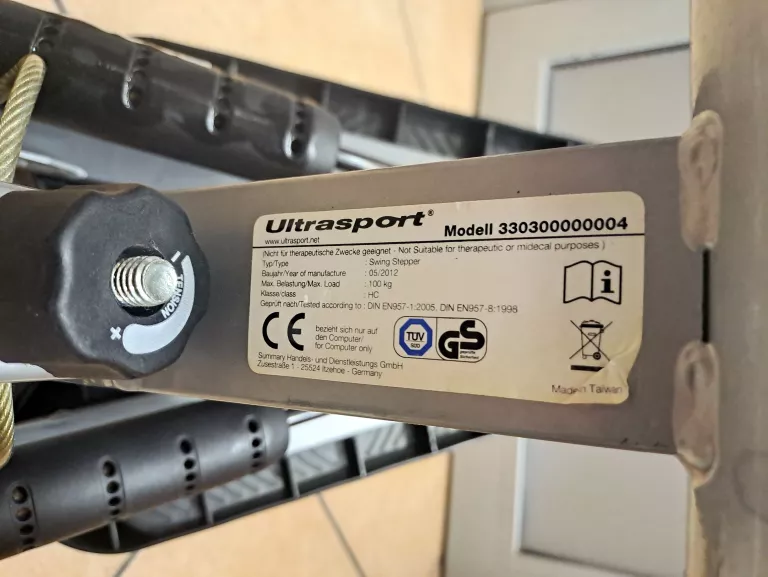 Ultrasport®
www.ultrasport.net
Modell 330300000004
(Nicht für therapeutische Zwecke geeignet - Not Suitable for therapeutic or midecal purposes )
Typ/Type : Swing Stepper
Baujahr/Year of manufacture : 05/2012
Max. Belastung/Max. Load : 100 kg
Klasse/class : HC
Geprüft nach/Tested according to : DIN EN957-1:2005, DIN EN957-8:1998
CE
bezieht sich nur auf
den Computer/
for Computer only
TÜV
SÜD
GS
geprüfte
Sicherheit
i
Summary Handels- und Dienstleistungs GmbH
Zusestraße 1 - 25524 Itzehoe - Germany
Made in Taiwan
- TENSION +